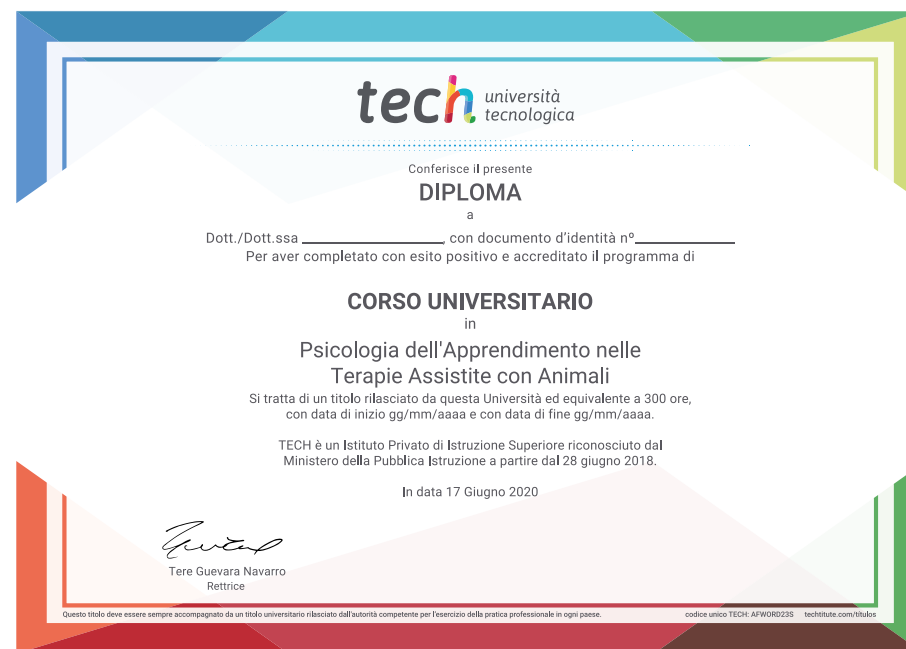 tech università
tecnologica
Conferisce il presente
DIPLOMA
a
Dott./Dott.ssa ____________________, con documento d'identità nº______________
Per aver completato con esito positivo e accreditato il programma di
CORSO UNIVERSITARIO
in
Psicologia dell'Apprendimento nelle
Terapie Assistite con Animali
Si tratta di un titolo rilasciato da questa Università ed equivalente a 300 ore,
con data di inizio gg/mm/aaaa e con data di fine gg/mm/aaaa.
TECH è un Istituto Privato di Istruzione Superiore riconosciuto dal
Ministero della Pubblica Istruzione a partire dal 28 giugno 2018.
In data 17 Giugno 2020
Tere Guevara Navarro
Rettrice
Questo titolo deve essere sempre accompagnato da un titolo universitario rilasciato dall'autorità competente per l'esercizio della pratica professionale in ogni paese. codice unico TECH: AFWORD23S techtitute.com/titulos